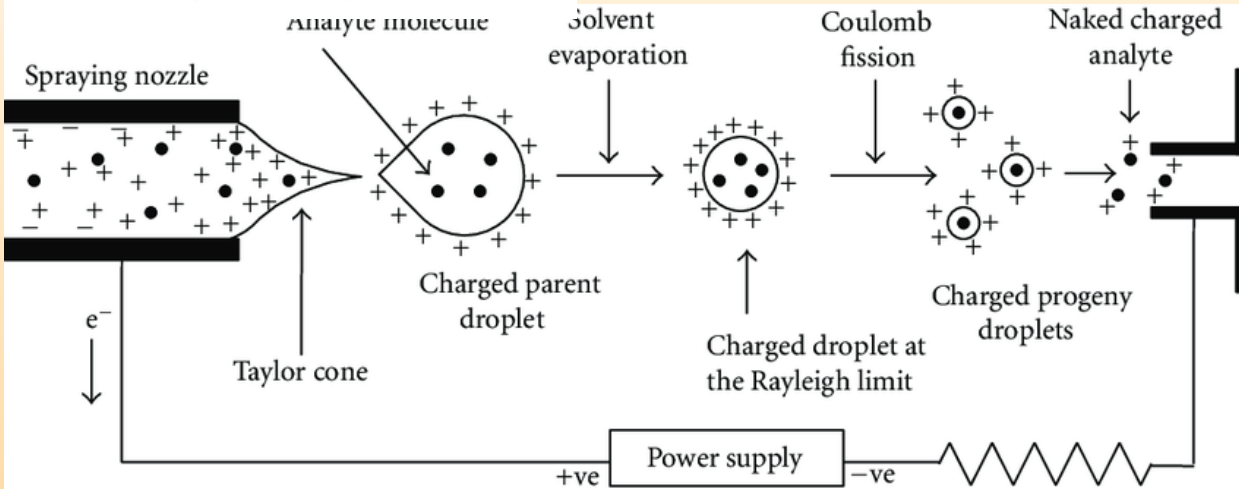 Analyte molecule
Solvent
evaporation
Coulomb
fission
Naked charged
analyte
Spraying nozzle
Charged parent
droplet
Charged progeny
droplets
e⁻
Taylor cone
Charged droplet at
the Rayleigh limit
+ve
Power supply
−ve